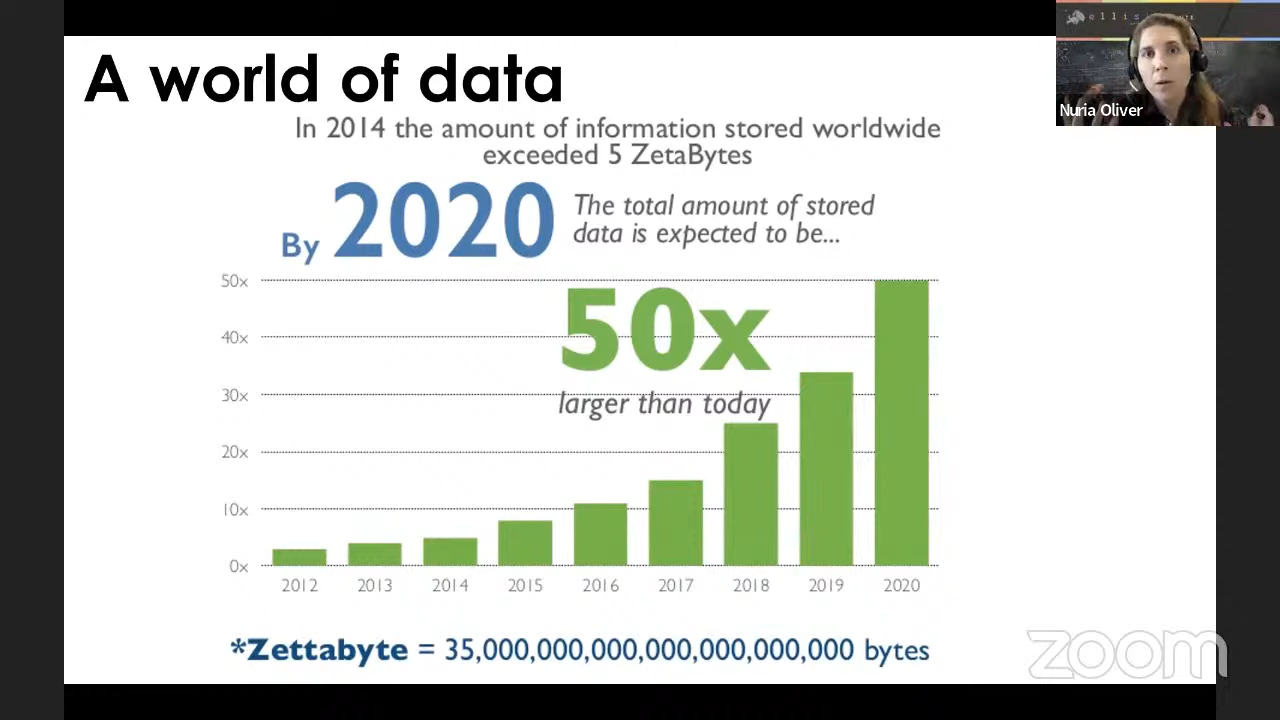 A world of data
ellis
Nuria Oliver
In 2014 the amount of information stored worldwide
exceeded 5 ZetaBytes
By 2020
The total amount of stored
data is expected to be...
50x
larger than today
50x
40x
30x
20x
10x
0x
2012 2013 2014 2015 2016 2017 2018 2019 2020
*Zettabyte = 35,000,000,000,000,000,000,000 bytes
zoom